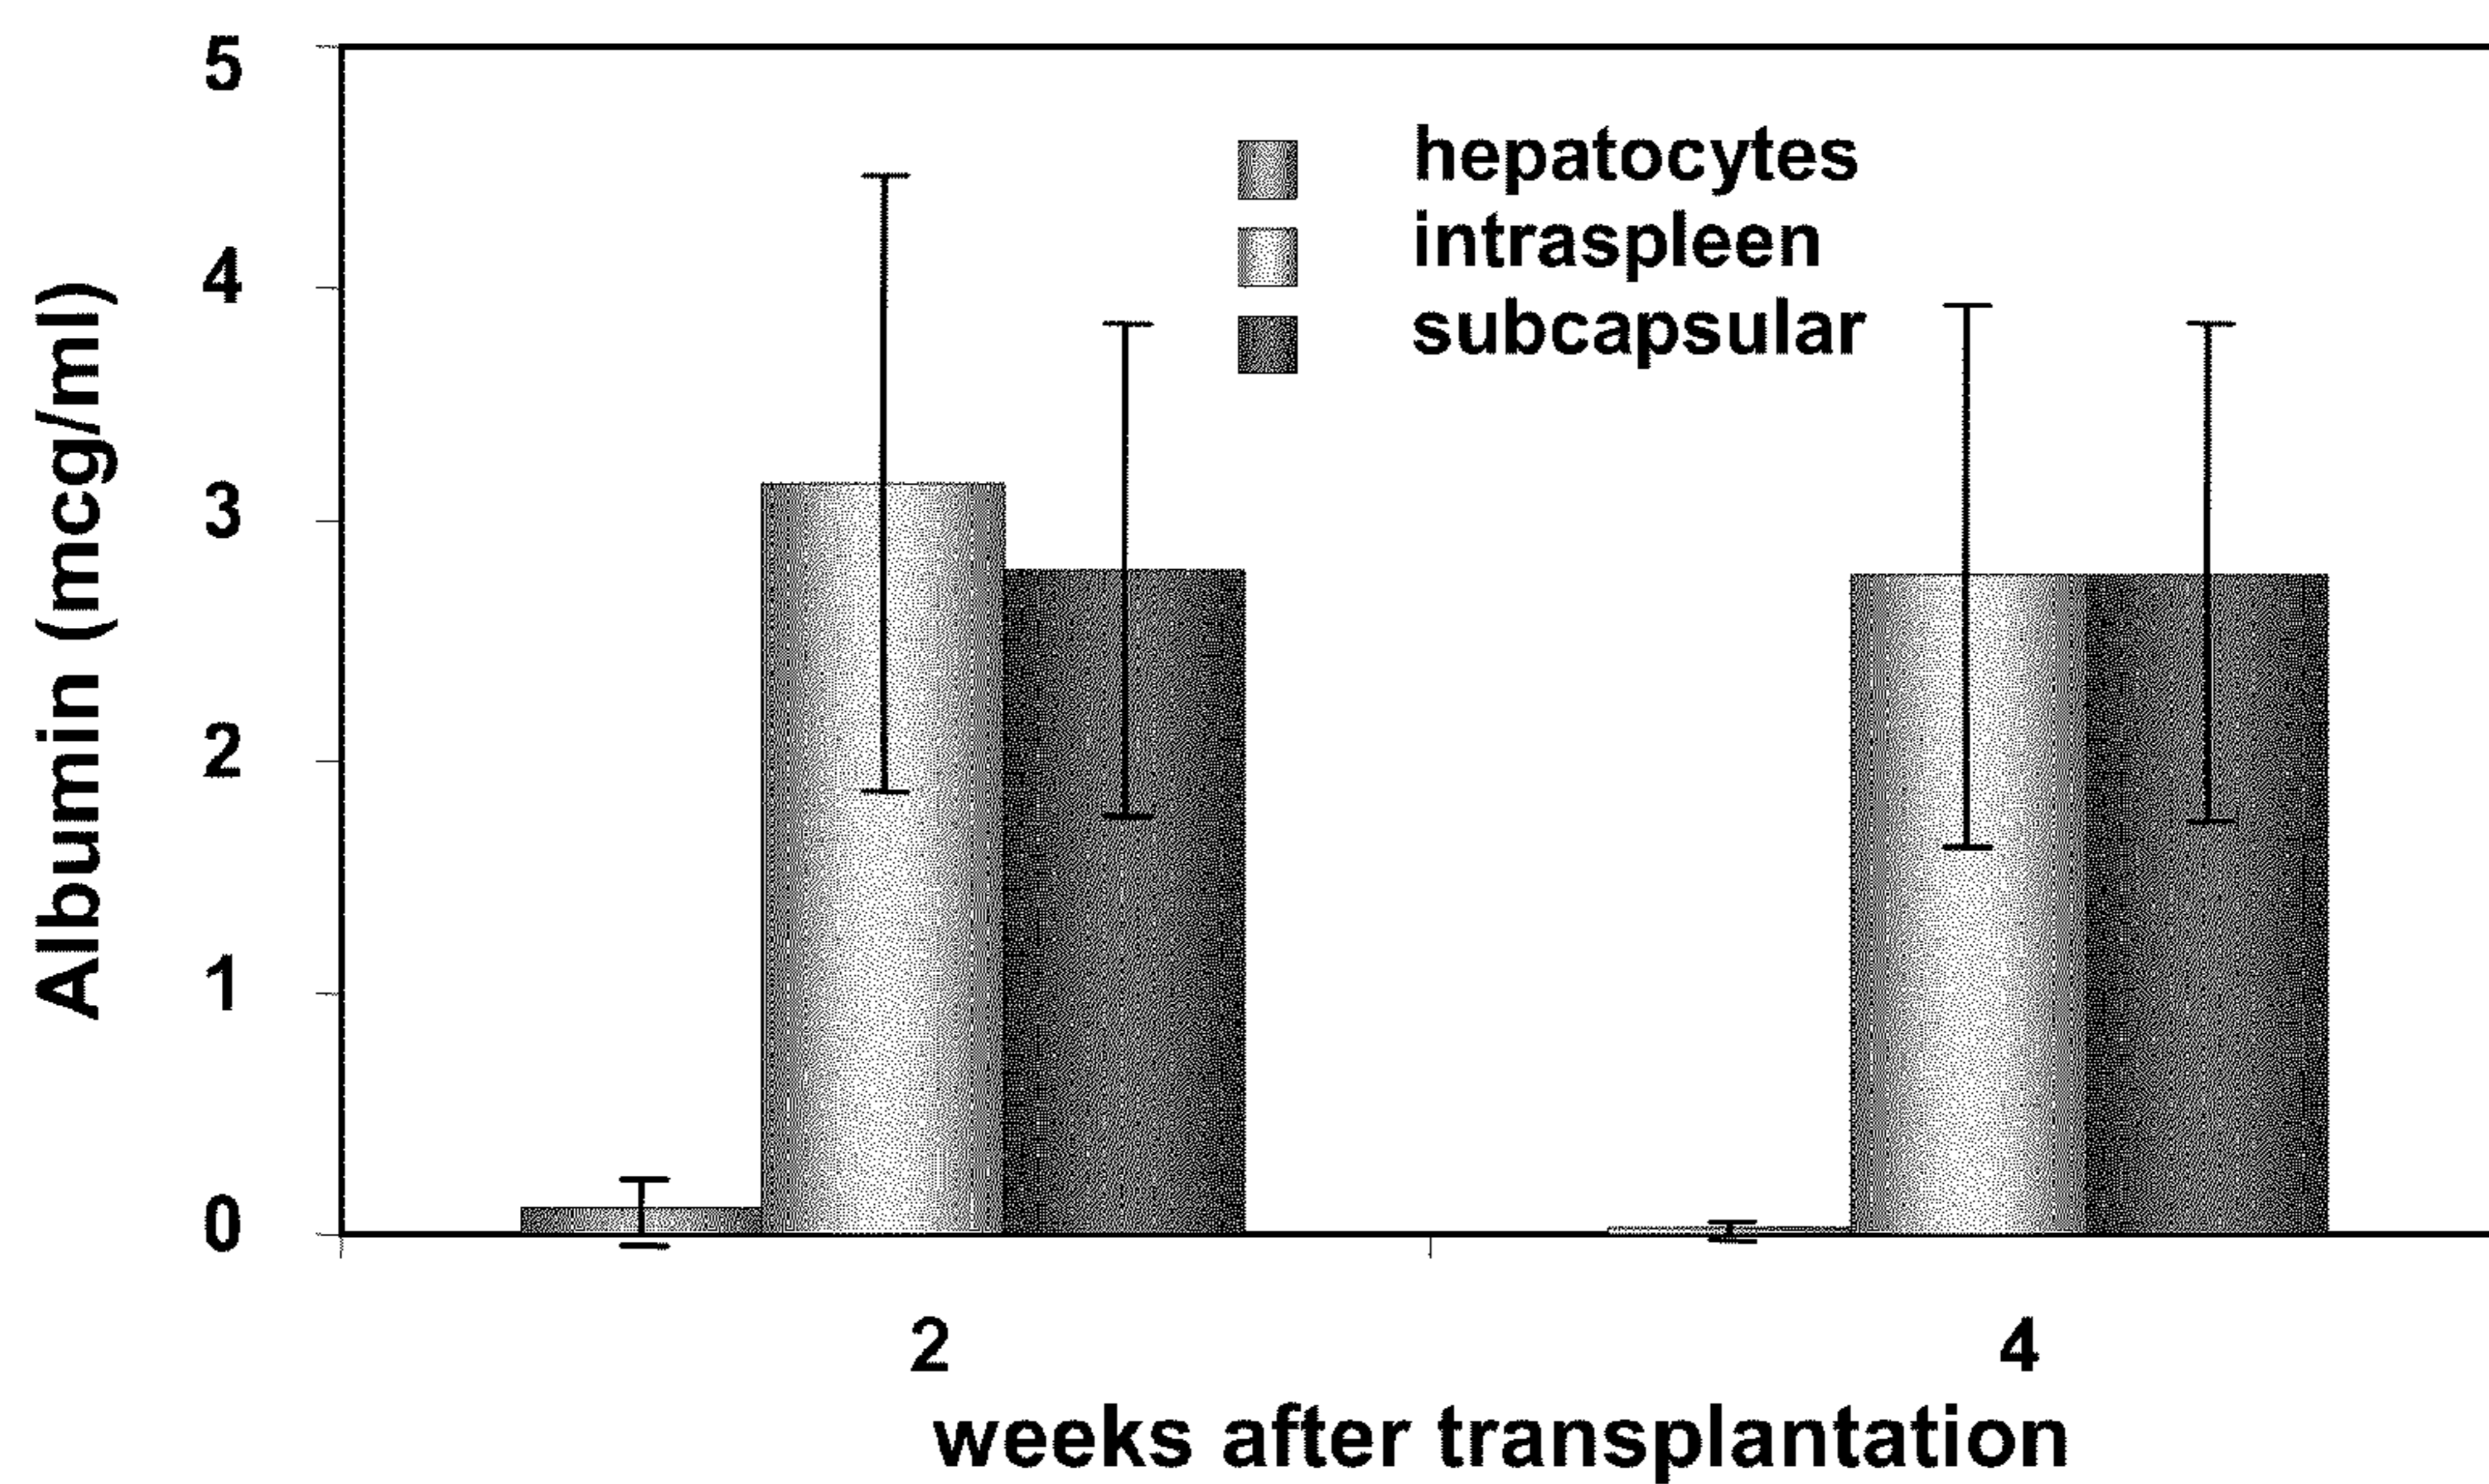 Albumin (mcg/ml)
5
4
3
2
1
0
hepatocytes
intraspleen
subcapsular
2
4
weeks after transplantation